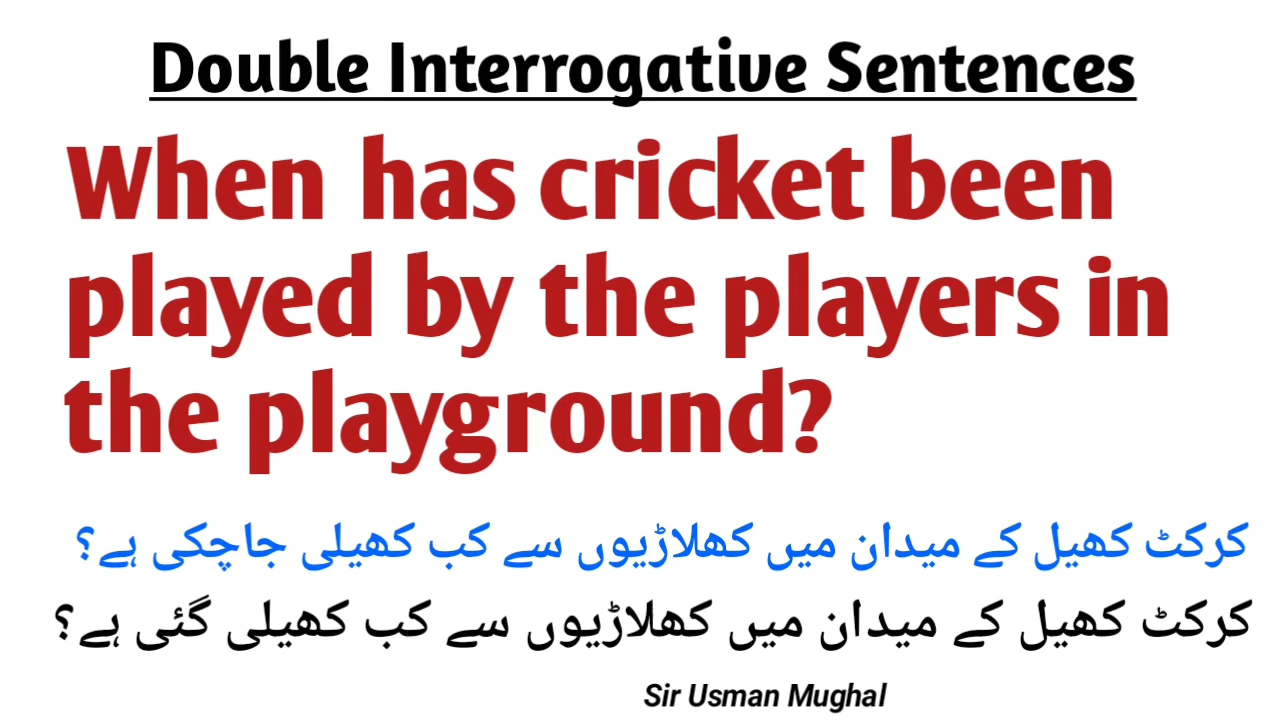 Double Interrogative Sentences
When has cricket been
played by the players in
the playground?
کرکٹ کھیل کے میدان میں کھلاڑیوں سے کب کھیلی جاچکی ہے؟
کرکٹ کھیل کے میدان میں کھلاڑیوں سے کب کھیلی گئی ہے؟
Sir Usman Mughal